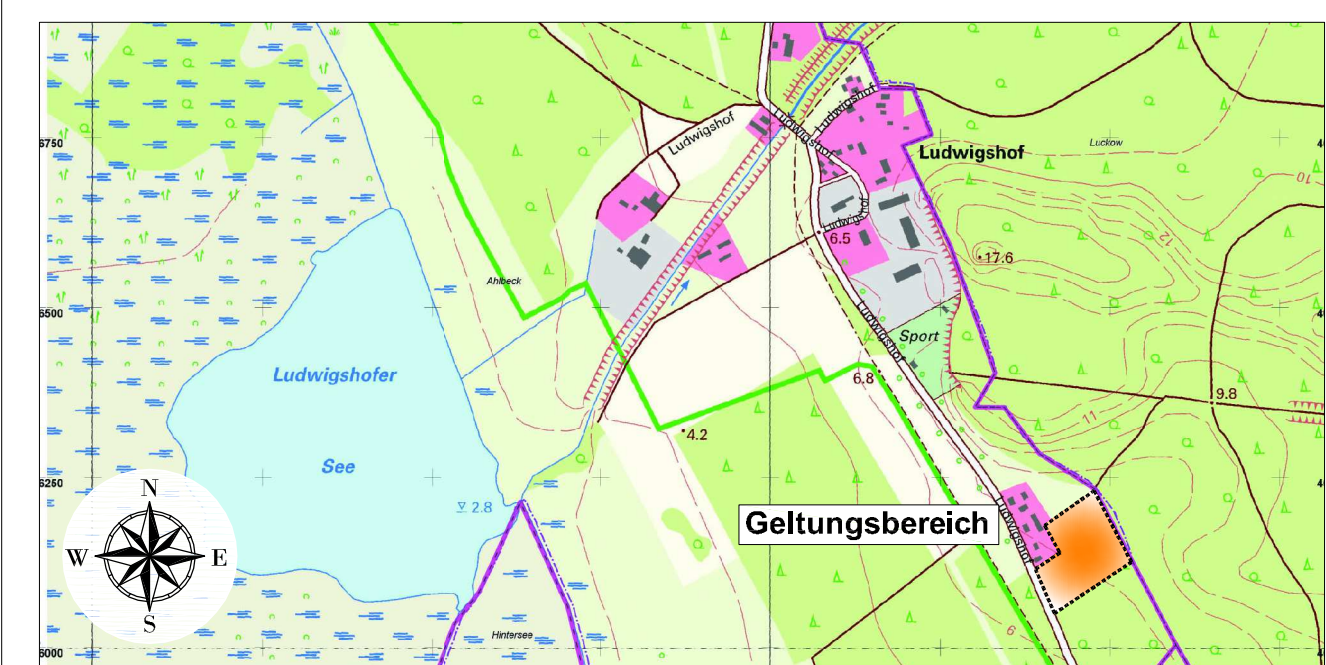 Ludwigshof
Ludwigshof
Ludwigshof
6750
Ludwigshof
Luckow
10
Ludwigshof
12
6.5
17.6
Ahlbeck
6500
Ludwigshof
Sport
Ludwigshofer
6.8
9.8
11
4.2
See
6250
N
2.8
Geltungsbereich
Ludwigshof
W
E
S
6
Hintersee
6000